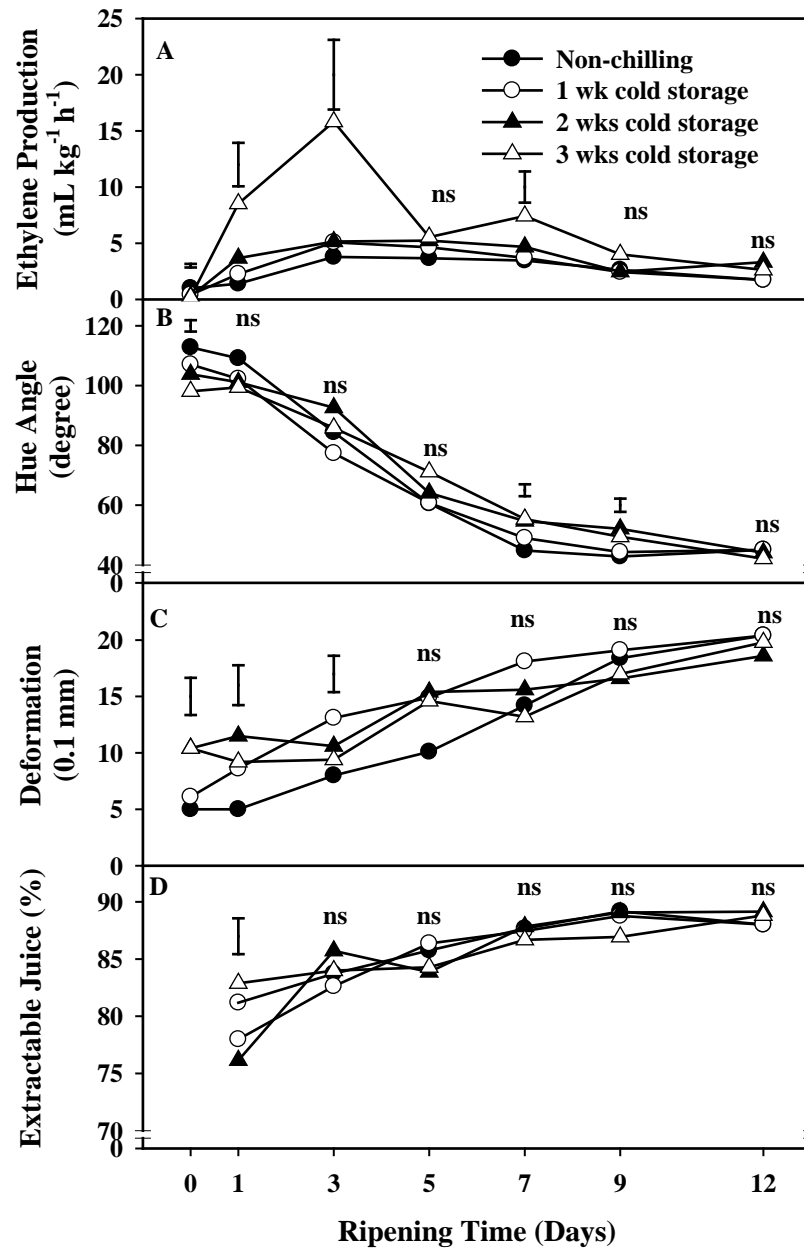 A
Non-chilling
1 wk cold storage
2 wks cold storage
3 wks cold storage
Ethylene Production
(mL kg⁻¹ h⁻¹)
25
20
15
10
5
0
ns
ns
ns
B
Hue Angle
(degree)
120
100
80
60
40
0
ns
ns
ns
ns
C
Deformation
(0.1 mm)
20
15
10
5
0
ns
ns
ns
ns
D
Extractable Juice (%)
90
85
80
75
70
0
ns
ns
ns
ns
ns
0 1 3 5 7 9 12
Ripening Time (Days)